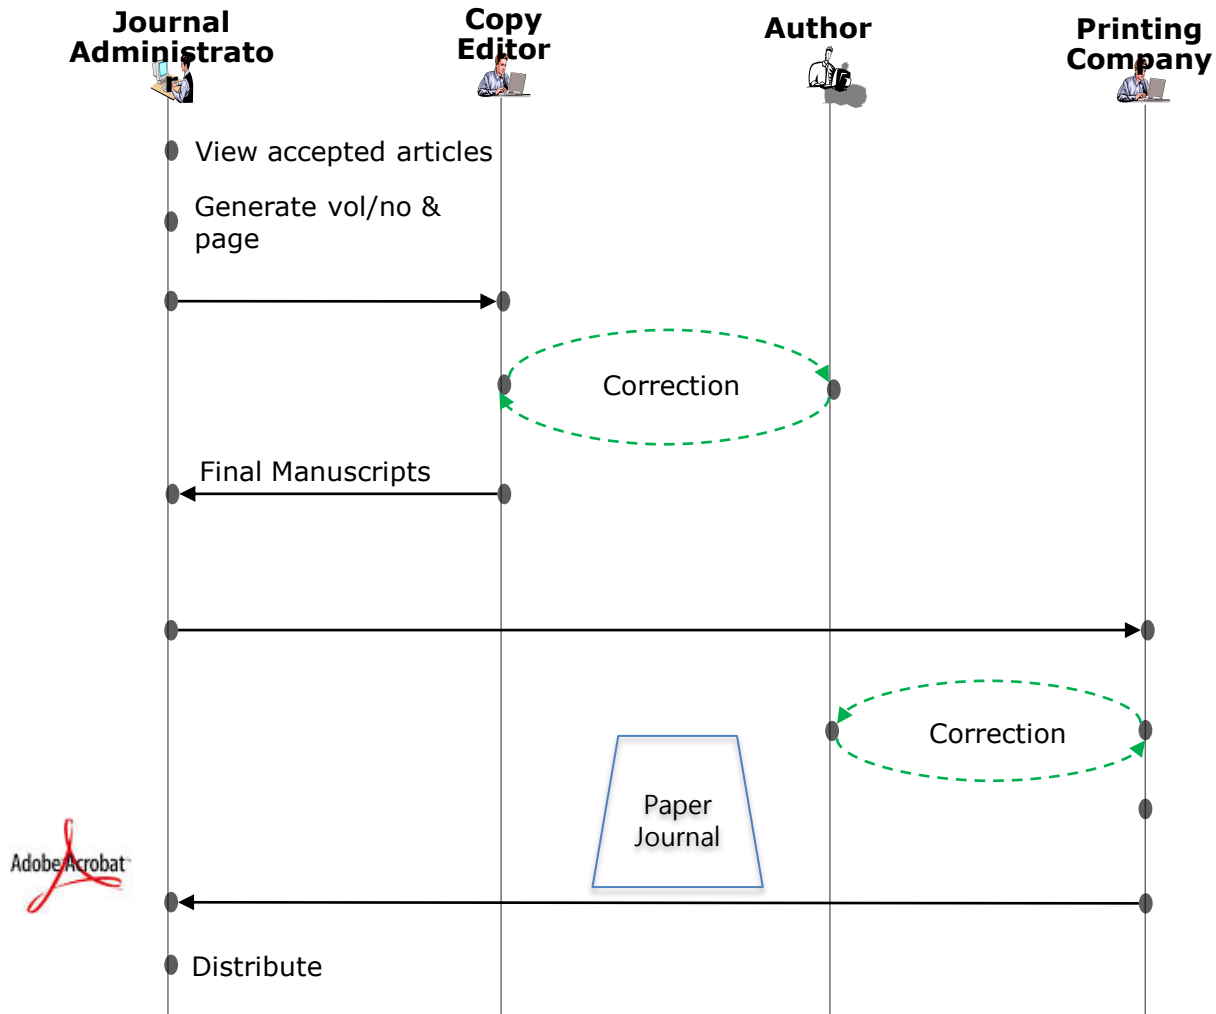 Journal
Administrato
Copy
Editor
Author
Printing
Company
View accepted articles
Generate vol/no &
page
Correction
Final Manuscripts
Correction
Paper
Journal
Adobe Acrobat
Distribute